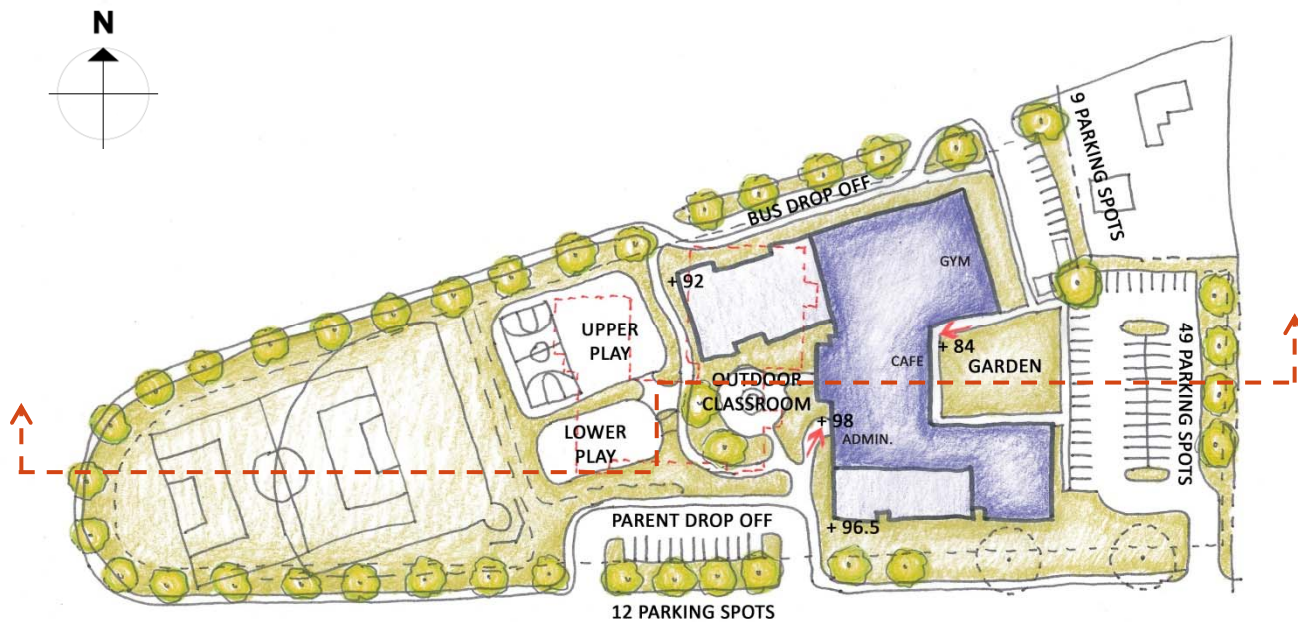 N
9 PARKING SPOTS
BUS DROP OFF
GYM
+ 92
UPPER
PLAY
+ 84
CAFE
GARDEN
49 PARKING SPOTS
OUTDOOR
CLASSROOM
+ 98
LOWER
PLAY
ADMIN.
PARENT DROP OFF
+ 96.5
12 PARKING SPOTS